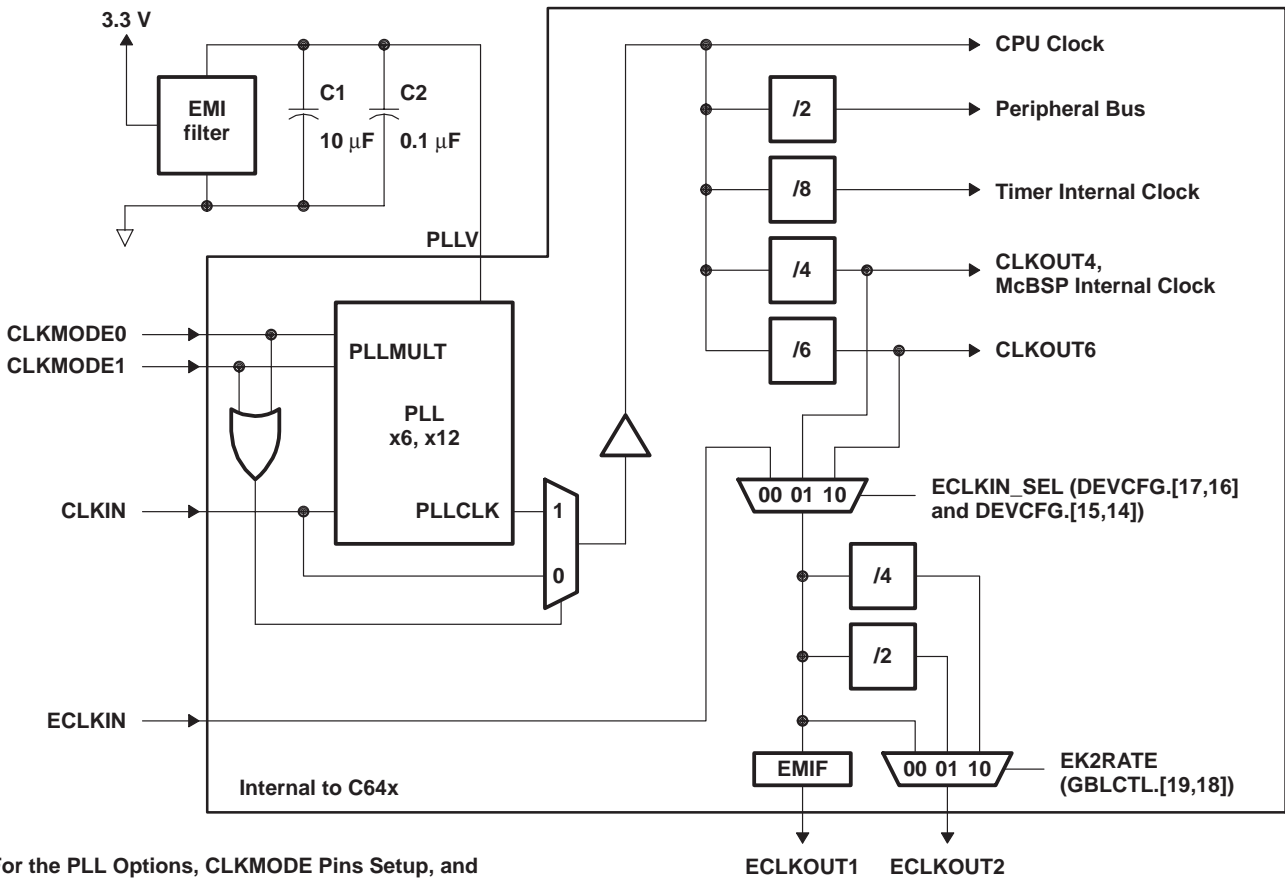 3.3 V
CPU Clock
C1
C2
EMI
filter
/2
Peripheral Bus
10 μF
0.1 μF
/8
Timer Internal Clock
PLLV
/4
CLKOUT4,
McBSP Internal Clock
CLKMODE0
PLLMULT
/6
CLKOUT6
CLKMODE1
PLL
x6, x12
00 01 10
ECLKIN_SEL (DEVCFG.[17,16]
and DEVCFG.[15,14])
CLKIN
PLLCLK
1
0
/4
/2
ECLKIN
EMIF
00 01 10
EK2RATE
(GBLCTL.[19,18])
Internal to C64x
ECLKOUT1
ECLKOUT2
or the PLL Options, CLKMODE Pins Setup, and